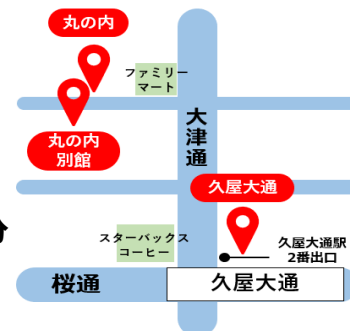 丸の内
ファミリー
マート
丸の内
別館
大津通
久屋大通
分
スターバックス
コーヒー
久屋大通駅
2番出口
桜通
久屋大通